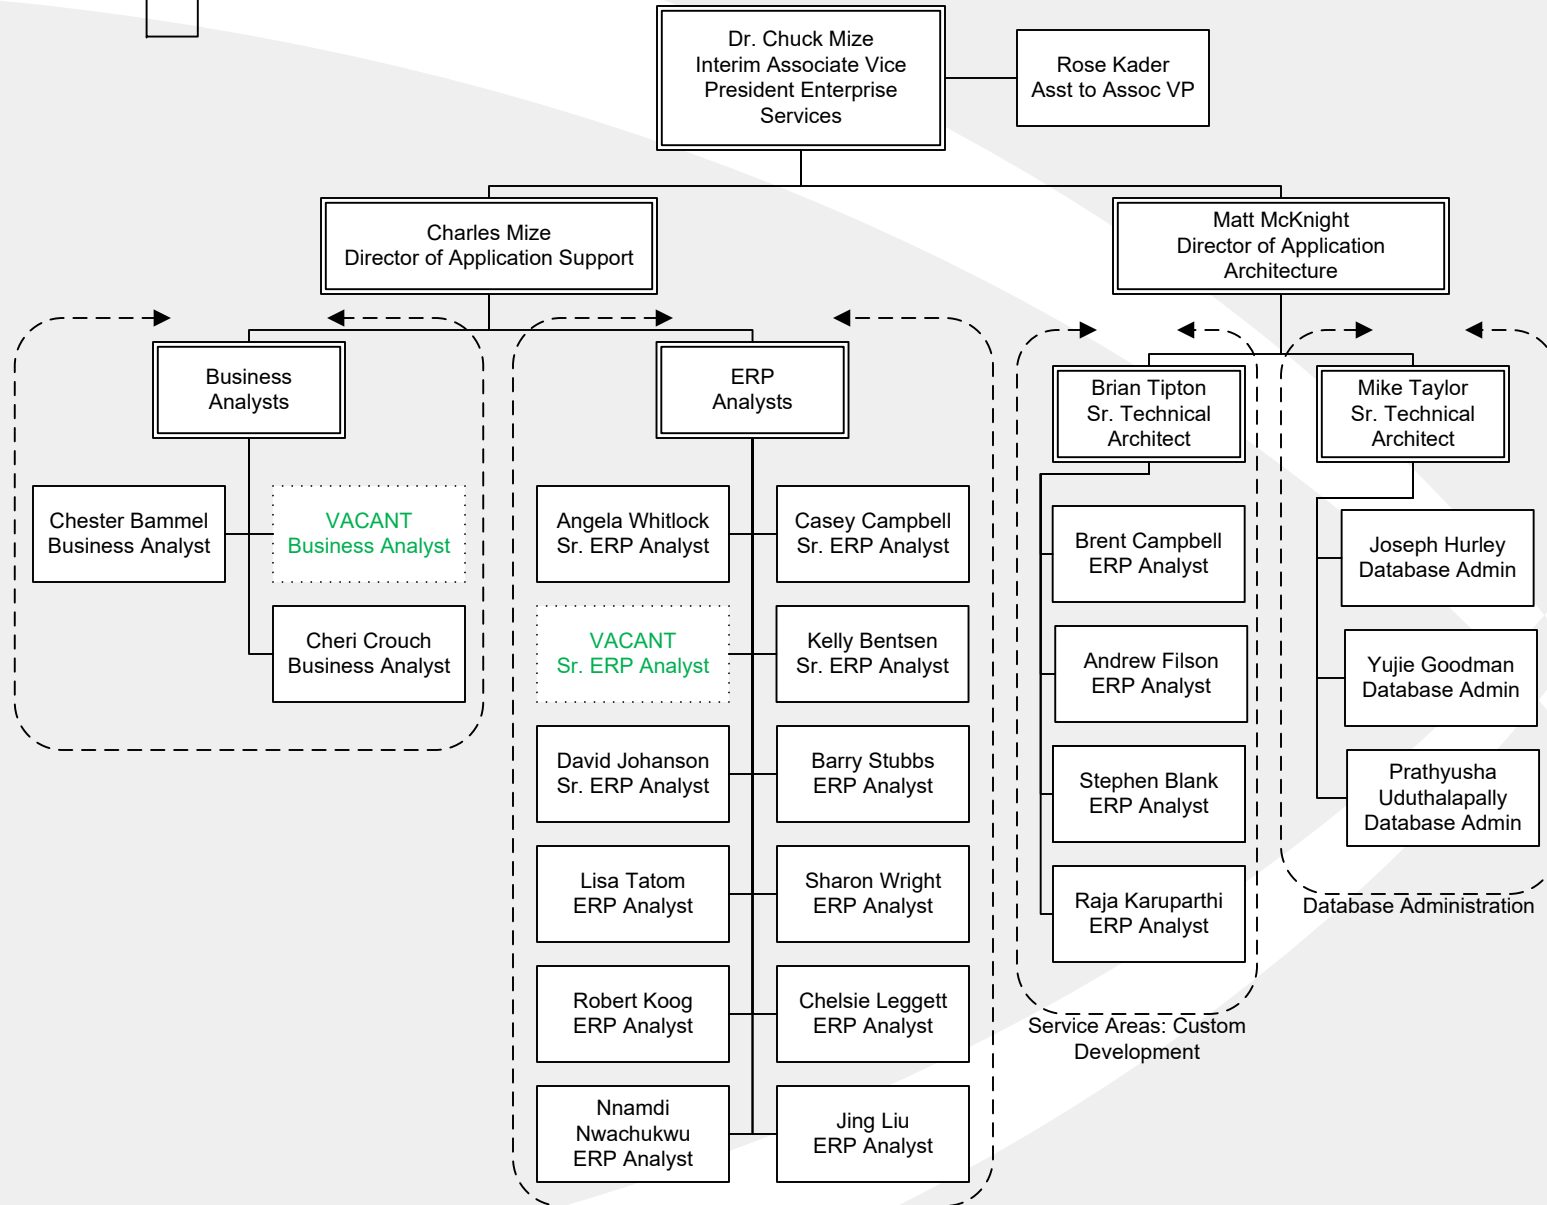 Dr. Chuck Mize
Interim Associate Vice
President Enterprise
Services
Rose Kader
Asst to Assoc VP
Charles Mize
Director of Application Support
Matt McKnight
Director of Application
Architecture
Business
Analysts
ERP
Analysts
Brian Tipton
Sr. Technical
Architect
Mike Taylor
Sr. Technical
Architect
Chester Bammel
Business Analyst
VACANT
Business Analyst
Cheri Crouch
Business Analyst
Angela Whitlock
Sr. ERP Analyst
Casey Campbell
Sr. ERP Analyst
VACANT
Sr. ERP Analyst
Kelly Bentsen
Sr. ERP Analyst
David Johanson
Sr. ERP Analyst
Barry Stubbs
ERP Analyst
Lisa Tatom
ERP Analyst
Sharon Wright
ERP Analyst
Robert Koog
ERP Analyst
Chelsie Leggett
ERP Analyst
Nnamdi
Nwachukwu
ERP Analyst
Jing Liu
ERP Analyst
Brent Campbell
ERP Analyst
Andrew Filson
ERP Analyst
Stephen Blank
ERP Analyst
Raja Karuparthi
ERP Analyst
Service Areas: Custom
Development
Joseph Hurley
Database Admin
Yujie Goodman
Database Admin
Prathyusha
Uduthalapally
Database Admin
Database Administration